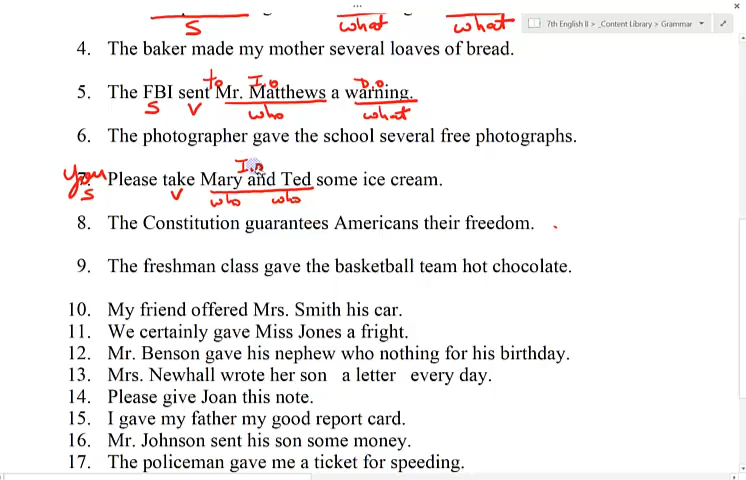 S what what
7th English II > _Content Library > Grammar
4. The baker made my mother several loaves of bread.
to I.O D.O
5. The FBI sent Mr. Matthews a warning.
S V who what
6. The photographer gave the school several free photographs.
I.O
You 7. Please take Mary and Ted some ice cream.
S V who who
8. The Constitution guarantees Americans their freedom.
9. The freshman class gave the basketball team hot chocolate.
10. My friend offered Mrs. Smith his car.
11. We certainly gave Miss Jones a fright.
12. Mr. Benson gave his nephew who nothing for his birthday.
13. Mrs. Newhall wrote her son a letter every day.
14. Please give Joan this note.
15. I gave my father my good report card.
16. Mr. Johnson sent his son some money.
17. The policeman gave me a ticket for speeding.